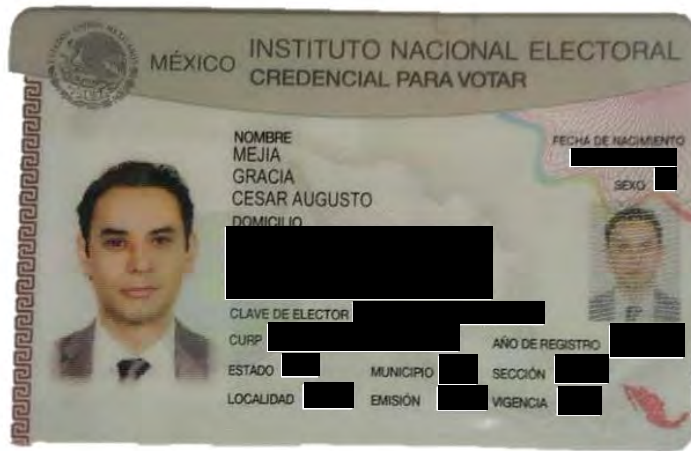 MÉXICO
INSTITUTO NACIONAL ELECTORAL
CREDENCIAL PARA VOTAR
NOMBRE
MEJIA
GRACIA
CESAR AUGUSTO
FECHA DE NACIMIENTO
SEXO
DOMICILIO
CLAVE DE ELECTOR
CURP
AÑO DE REGISTRO
ESTADO
MUNICIPIO
SECCIÓN
LOCALIDAD
EMISIÓN
VIGENCIA